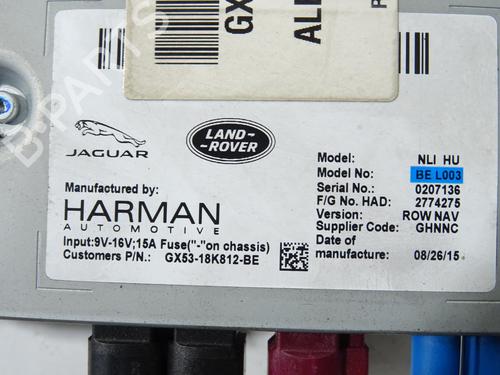 GX
ALL
B-PARTS
JAGUAR
LAND-
ROVER
Manufactured by:
HARMAN
AUTOMOTIVE
Input:9V-16V;15A Fuse("-"on chassis)
Customers P/N.: GX53-18K812-BE
Model: NLI HU
Model No: BE L003
Serial No.: 0207136
F/G No. HAD: 2774275
Version: ROW NAV
Supplier Code: GHNNC
Date of
manufacture: 08/26/15